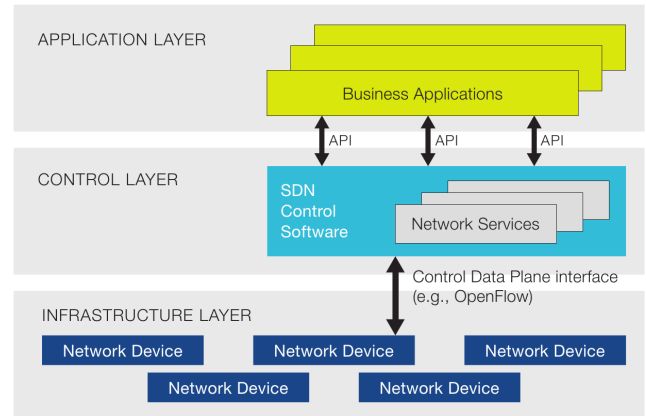 APPLICATION LAYER
Business Applications
API
API
API
CONTROL LAYER
SDN
Control
Software
Network Services
Control Data Plane interface
(e.g., OpenFlow)
INFRASTRUCTURE LAYER
Network Device
Network Device
Network Device
Network Device
Network Device